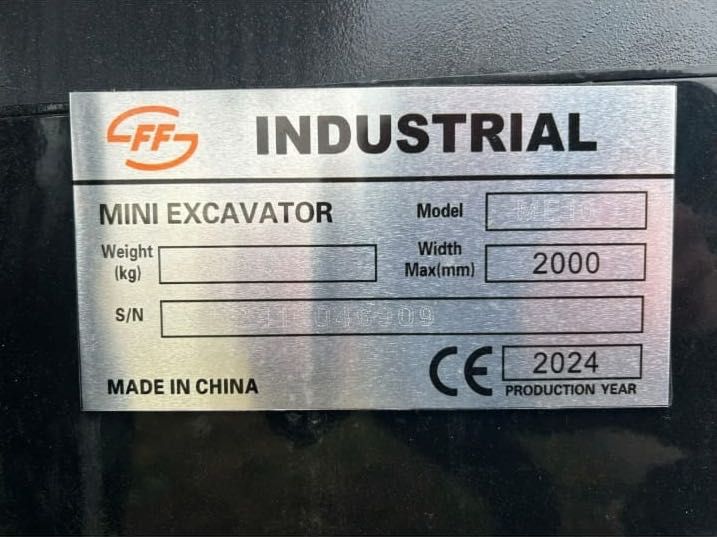 FF INDUSTRIAL
MINI EXCAVATOR Model
Weight (kg) Width Max(mm) 2000
S/N
MADE IN CHINA CE 2024
PRODUCTION YEAR